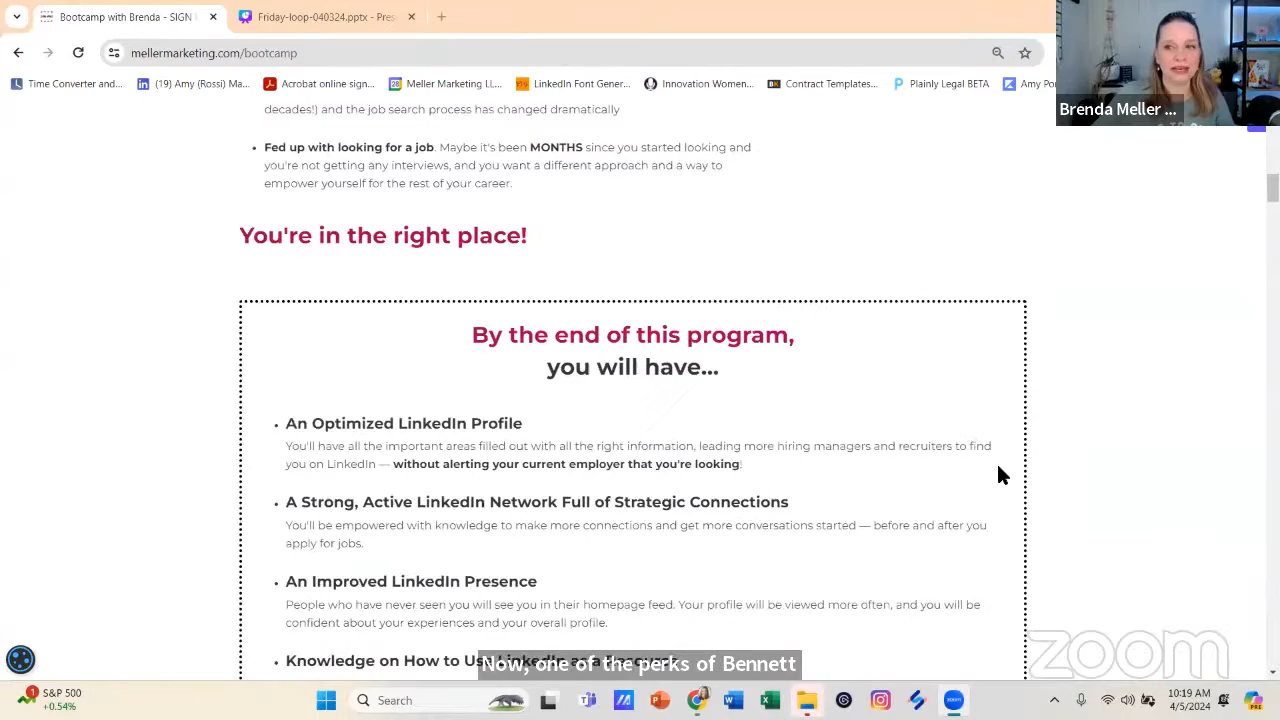 Bootcamp with Brenda - SIGN
Friday-loop-040324.pptx - Pres
mellermarketing.com/bootcamp
Time Converter and...
(19) Amy (Rossi) Ma...
Acrobat online sign...
Meller Marketing LL...
LinkedIn Font Gener...
Innovation Women...
Contract Templates...
Plainly Legal BETA
Amy Po
Brenda Meller ...
decades!) and the job search process has changed dramatically
• Fed up with looking for a job. Maybe it's been MONTHS since you started looking and
you're not getting any interviews, and you want a different approach and a way to
empower yourself for the rest of your career.
You're in the right place!
By the end of this program,
you will have...
• An Optimized LinkedIn Profile
You'll have all the important areas filled out with all the right information, leading more hiring managers and recruiters to find
you on LinkedIn — without alerting your current employer that you're looking!
• A Strong, Active LinkedIn Network Full of Strategic Connections
You'll be empowered with knowledge to make more connections and get more conversations started — before and after you
apply for jobs.
• An Improved LinkedIn Presence
People who have never seen you will see you in their homepage feed. Your profile will be viewed more often, and you will be
confident about your experiences and your overall profile.
• Knowledge on How to Us
Now, one of the perks of Bennett
zoom
1
S&P 500
+0.54%
Search
10:19 AM
4/5/2024